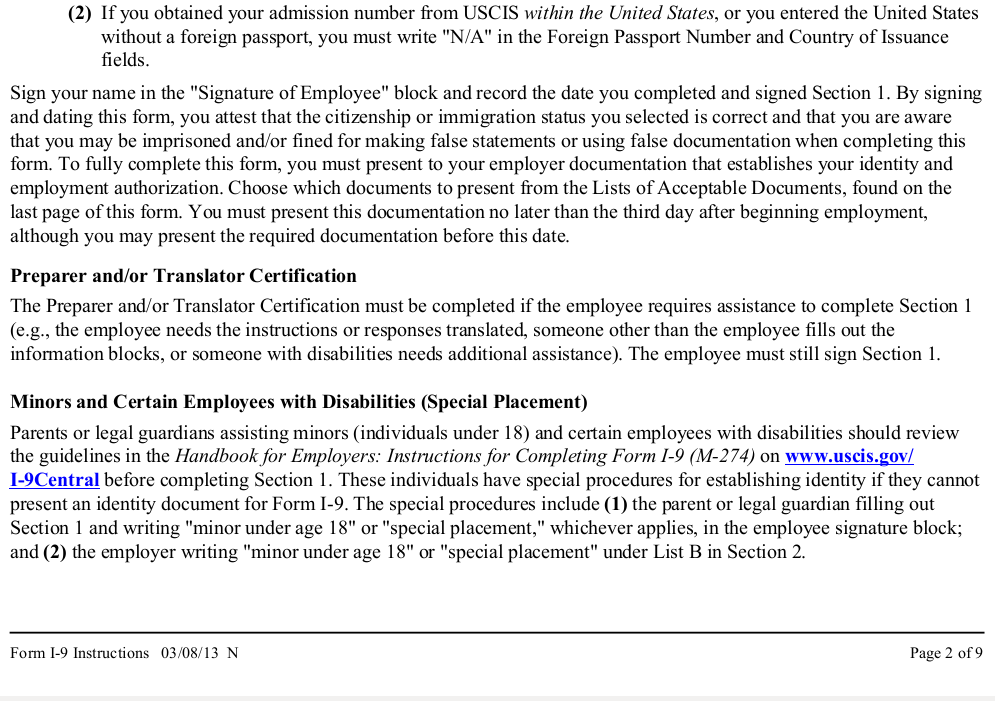 (2) If you obtained your admission number from USCIS within the United States, or you entered the United States
without a foreign passport, you must write "N/A" in the Foreign Passport Number and Country of Issuance
fields.
Sign your name in the "Signature of Employee" block and record the date you completed and signed Section 1. By signing
and dating this form, you attest that the citizenship or immigration status you selected is correct and that you are aware
that you may be imprisoned and/or fined for making false statements or using false documentation when completing this
form. To fully complete this form, you must present to your employer documentation that establishes your identity and
employment authorization. Choose which documents to present from the Lists of Acceptable Documents, found on the
last page of this form. You must present this documentation no later than the third day after beginning employment,
although you may present the required documentation before this date.
Preparer and/or Translator Certification
The Preparer and/or Translator Certification must be completed if the employee requires assistance to complete Section 1
(e.g., the employee needs the instructions or responses translated, someone other than the employee fills out the
information blocks, or someone with disabilities needs additional assistance). The employee must still sign Section 1.
Minors and Certain Employees with Disabilities (Special Placement)
Parents or legal guardians assisting minors (individuals under 18) and certain employees with disabilities should review
the guidelines in the Handbook for Employers: Instructions for Completing Form I-9 (M-274) on www.uscis.gov/
I-9Central before completing Section 1. These individuals have special procedures for establishing identity if they cannot
present an identity document for Form I-9. The special procedures include (1) the parent or legal guardian filling out
Section 1 and writing "minor under age 18" or "special placement," whichever applies, in the employee signature block;
and (2) the employer writing "minor under age 18" or "special placement" under List B in Section 2.
Form I-9 Instructions 03/08/13 N
Page 2 of 9